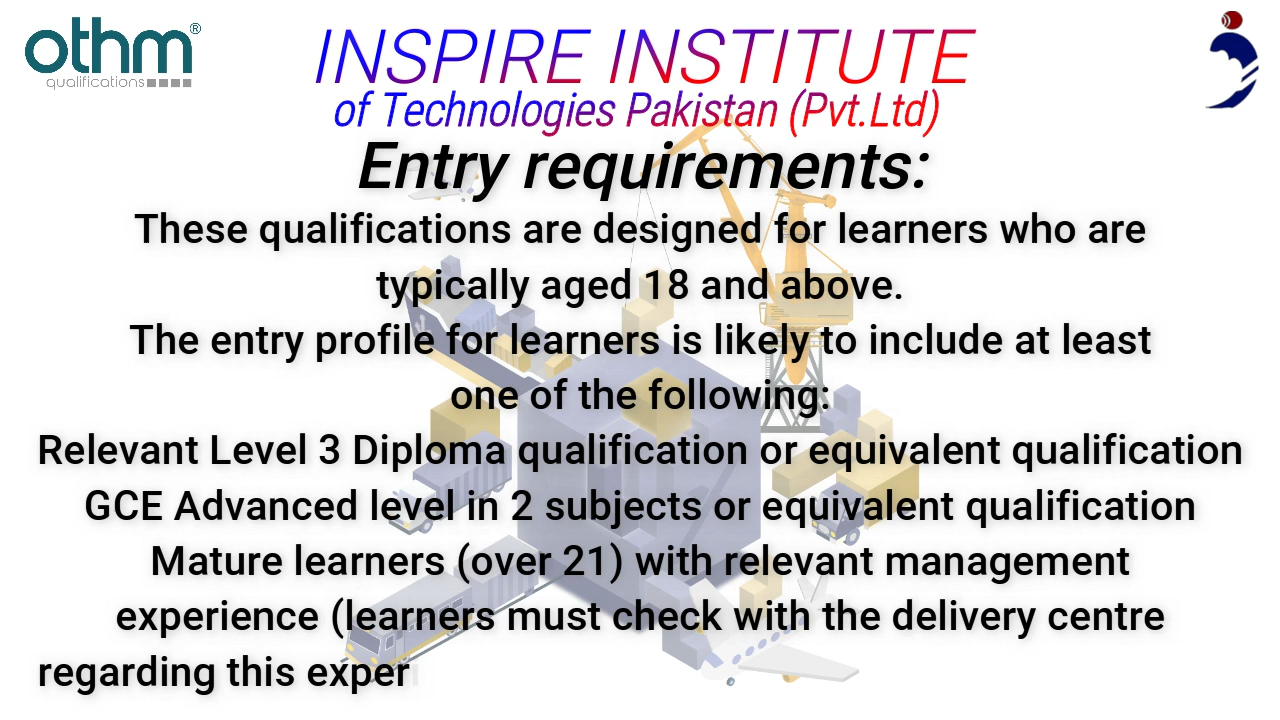 othm®
qualifications
INSPIRE INSTITUTE
of Technologies Pakistan (Pvt.Ltd)
Entry requirements:
These qualifications are designed for learners who are
typically aged 18 and above.
The entry profile for learners is likely to include at least
one of the following:
Relevant Level 3 Diploma qualification or equivalent qualification
GCE Advanced level in 2 subjects or equivalent qualification
Mature learners (over 21) with relevant management
experience (learners must check with the delivery centre
regarding this exper